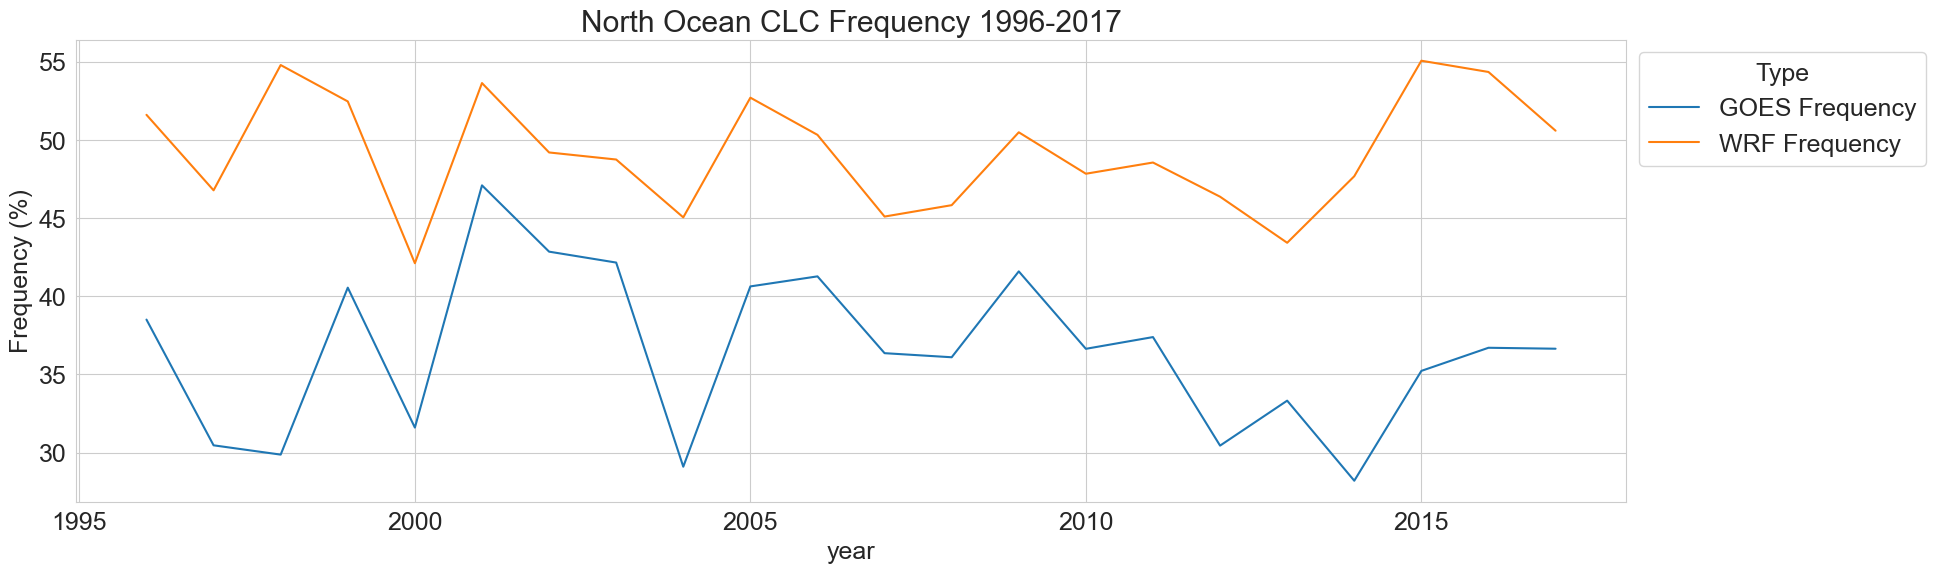 North Ocean CLC Frequency 1996-2017
Type
GOES Frequency
WRF Frequency
Frequency (%)
55
50
45
40
35
30
1995
2000
2005
2010
2015
year